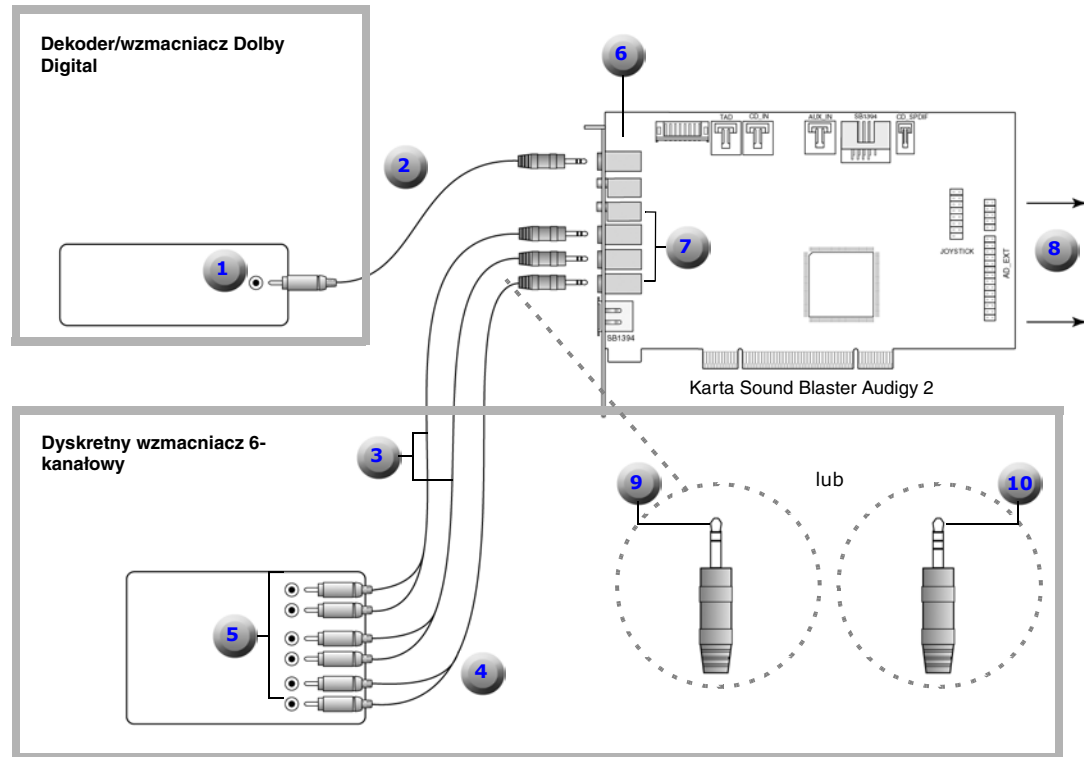 Dekoder/wzmacniacz Dolby
Digital
6
TAD
CD_IN
AUX_IN
SB1394
CD_SPDIF
2
1
7
JOYSTICK
8
AD_EXT
SB1394
Karta Sound Blaster Audigy 2
Dyskretny wzmacniacz 6-
kanałowy
3
9
lub
10
5
4